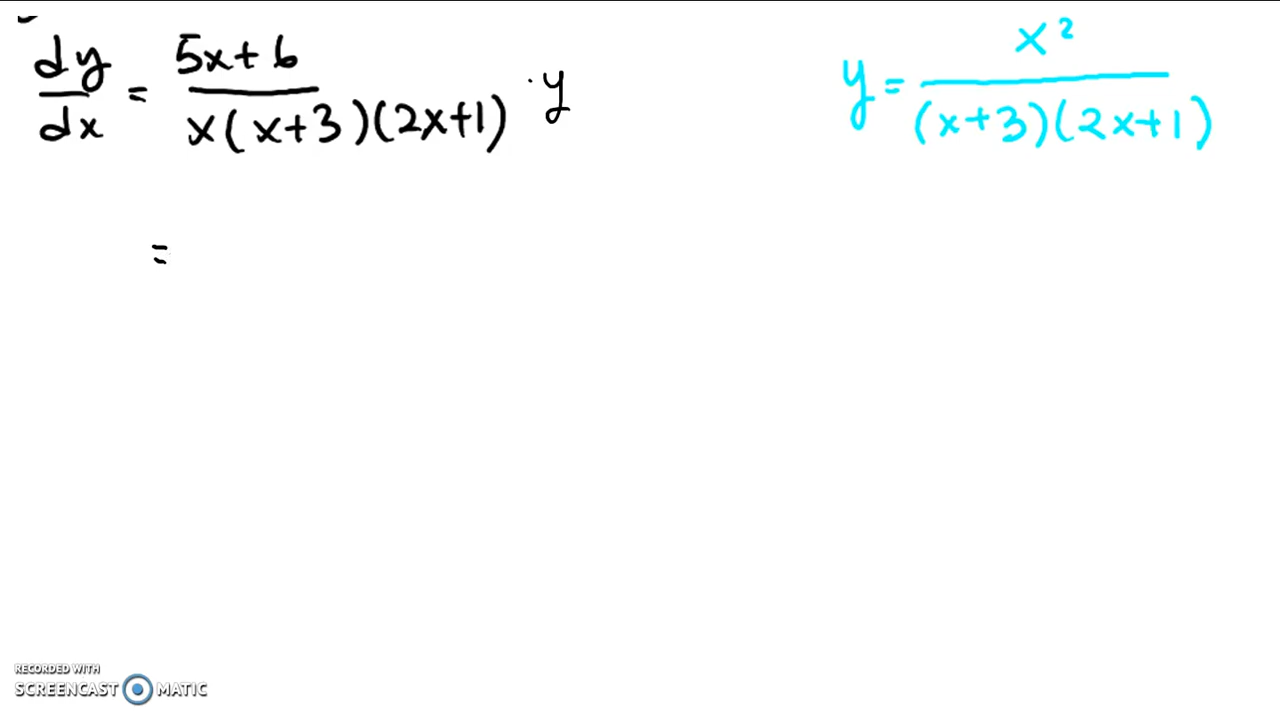 dy/dx = 5x+6 / x(x+3)(2x+1) · y
y = x² / (x+3)(2x+1)
=
RECORDED WITH
SCREENCAST MATIC